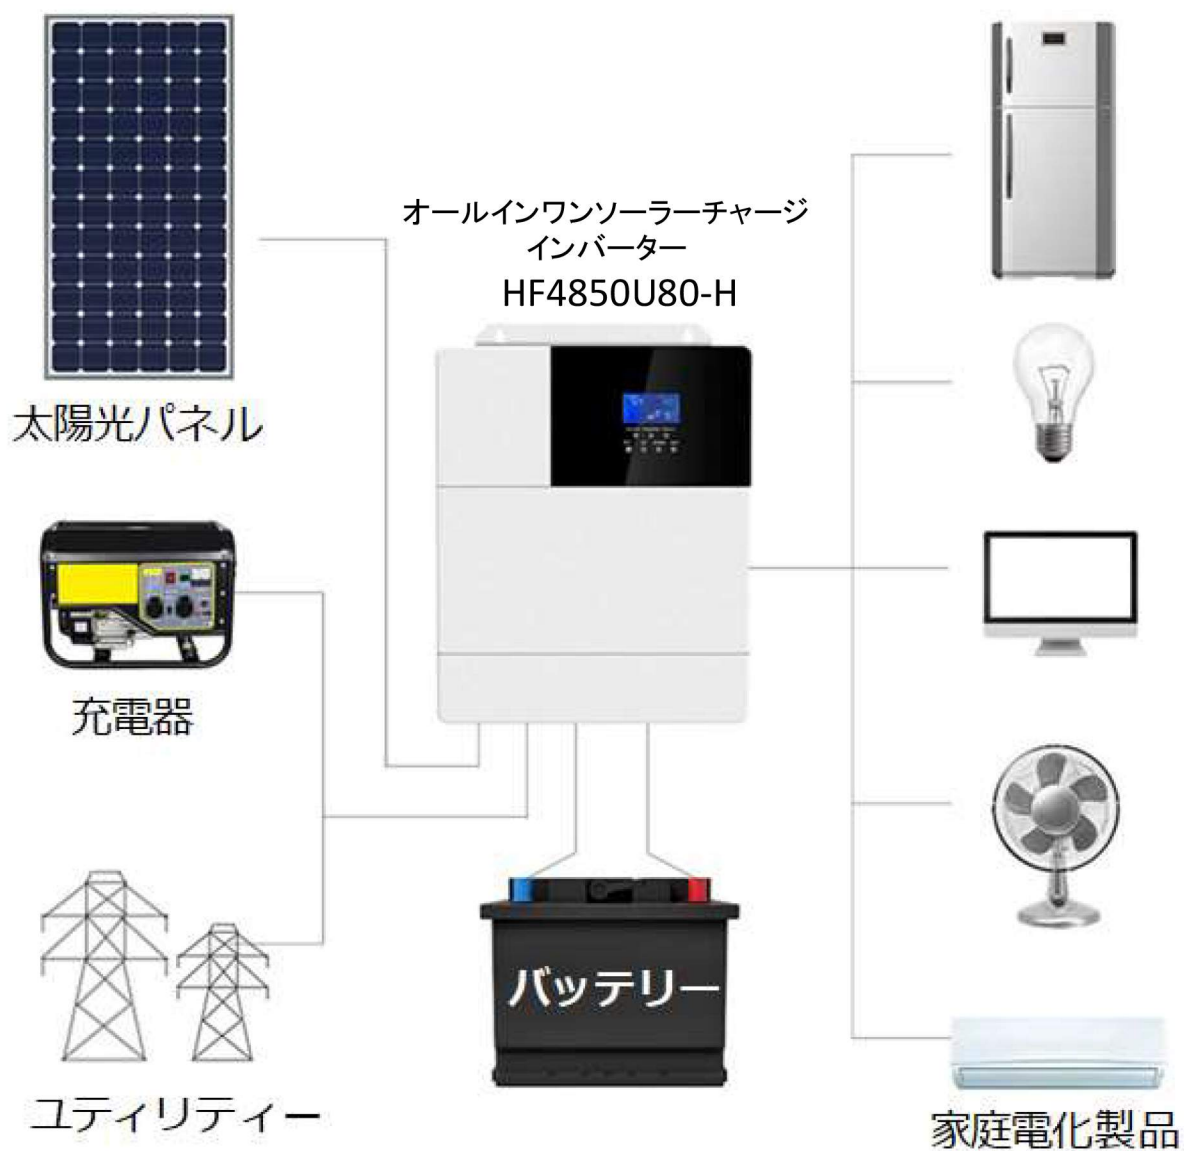 オールインワンソーラーチャージ
インバーター
HF4850U80-H
太陽光パネル
充電器
バッテリー
ユティリティー
家庭電化製品